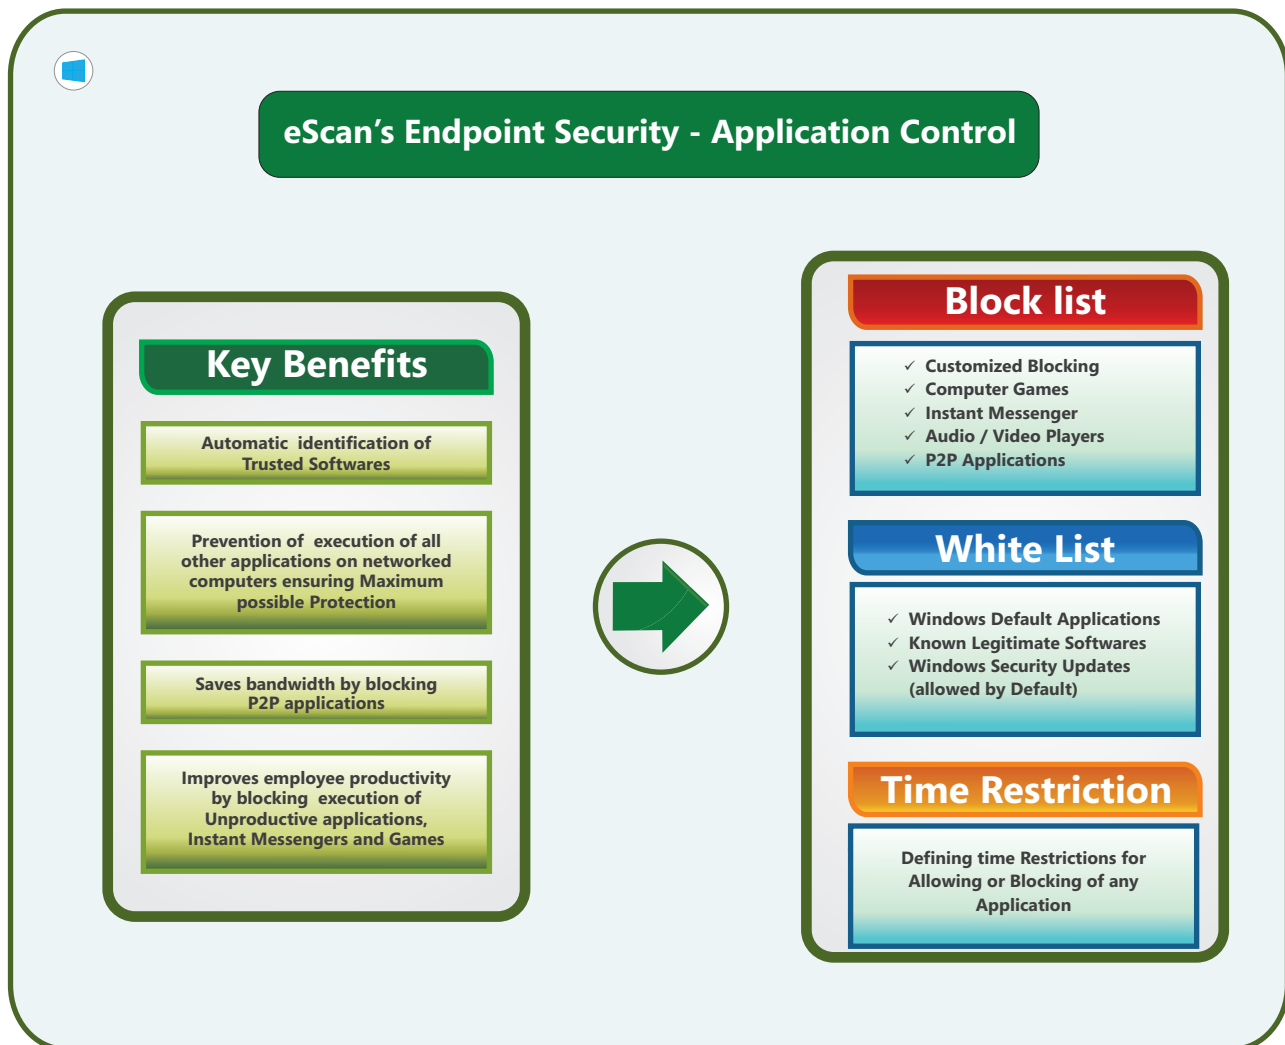 eScan’s Endpoint Security - Application Control
Key Benefits
Automatic identification of
Trusted Softwares
Prevention of execution of all
other applications on networked
computers ensuring Maximum
possible Protection
Saves bandwidth by blocking
P2P applications
Improves employee productivity
by blocking execution of
Unproductive applications,
Instant Messengers and Games
Block list
✓ Customized Blocking
✓ Computer Games
✓ Instant Messenger
✓ Audio / Video Players
✓ P2P Applications
White List
✓ Windows Default Applications
✓ Known Legitimate Softwares
✓ Windows Security Updates
(allowed by Default)
Time Restriction
Defining time Restrictions for
Allowing or Blocking of any
Application